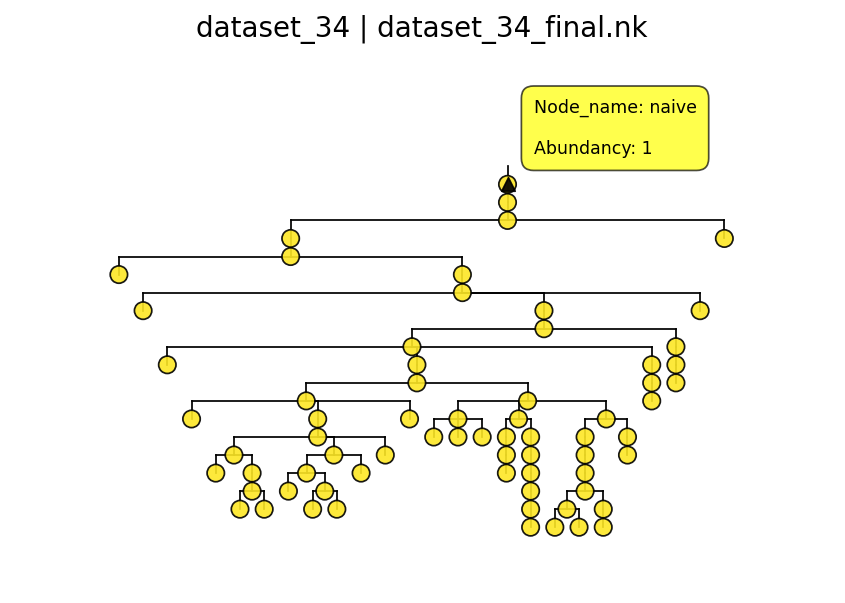 dataset_34 | dataset_34_final.nk
Node_name: naive
Abundancy: 1